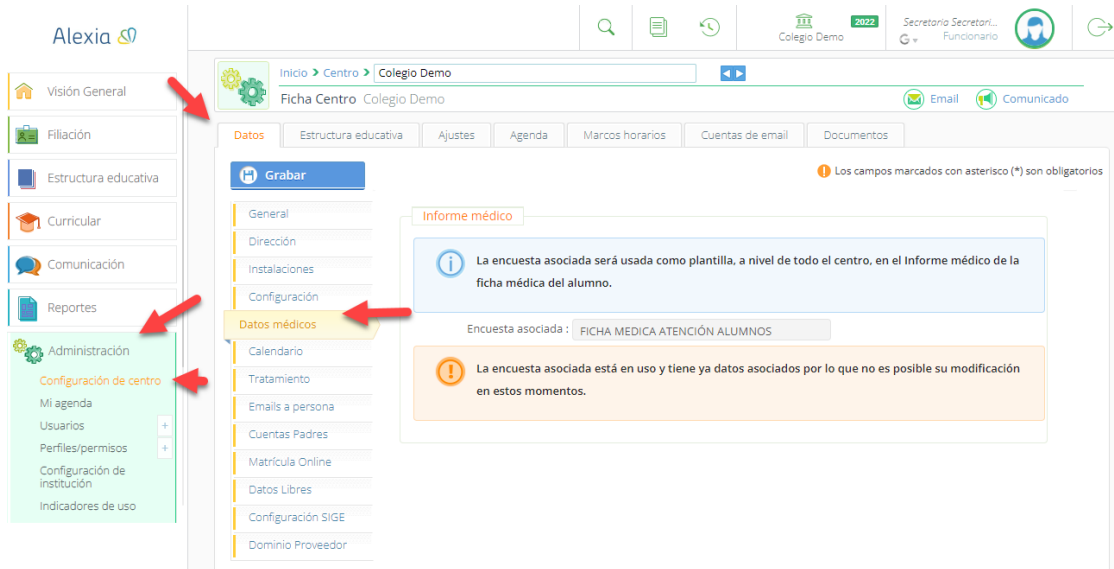 Alexia
Colegio Demo
2022
Secretaria Secretari...
G
Funcionario
Visión General
Filiación
Estructura educativa
Curricular
Comunicación
Reportes
Administración
Configuración de centro
Mi agenda
Usuarios +
Perfiles/permisos +
Configuración de
institución
Indicadores de uso
Inicio > Centro > Colegio Demo
Ficha Centro Colegio Demo
Email Comunicado
Datos Estructura educativa Ajustes Agenda Marcos horarios Cuentas de email Documentos
Grabar
Los campos marcados con asterisco (*) son obligatorios
General
Dirección
Instalaciones
Configuración
Datos médicos
Calendario
Tratamiento
Emails a persona
Cuentas Padres
Matrícula Online
Datos Libres
Configuración SIGE
Dominio Proveedor
Informe médico
La encuesta asociada será usada como plantilla, a nivel de todo el centro, en el Informe médico de la
ficha médica del alumno.
Encuesta asociada : FICHA MEDICA ATENCIÓN ALUMNOS
La encuesta asociada está en uso y tiene ya datos asociados por lo que no es posible su modificación
en estos momentos.